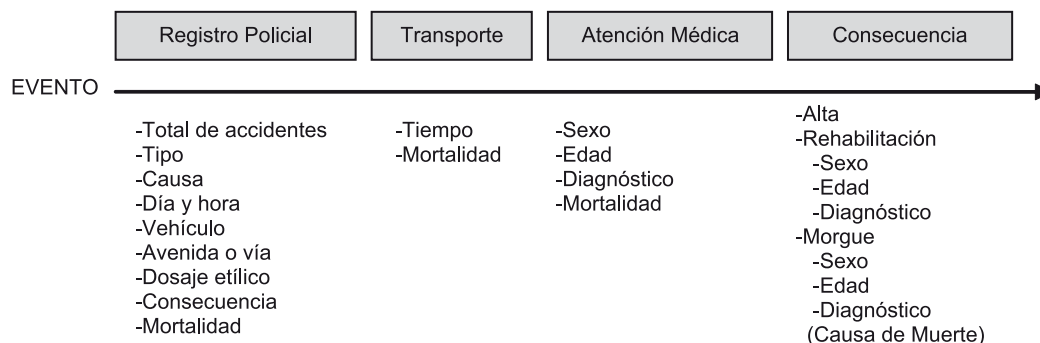 Registro Policial
Transporte
Atención Médica
Consecuencia
EVENTO
-Total de accidentes
-Tipo
-Causa
-Día y hora
-Vehículo
-Avenida o vía
-Dosaje etílico
-Consecuencia
-Mortalidad
-Tiempo
-Mortalidad
-Sexo
-Edad
-Diagnóstico
-Mortalidad
-Alta
-Rehabilitación
-Sexo
-Edad
-Diagnóstico
-Morgue
-Sexo
-Edad
-Diagnóstico
(Causa de Muerte)